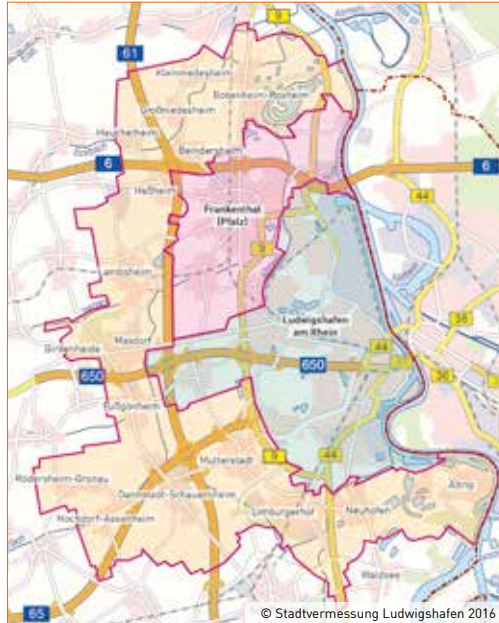 9
61
Kleinniedesheim
Bobenheim-Roxheim
Großniedesheim
Heuchelheim
Beindersheim
6
6
Heßheim
44
Frankenthal
(Pfalz)
9
Lambsheim
Ludwigshafen
am Rhein
38
Maxdorf
44
Birkenheide
650
36
650
Fußgönheim
9
44
Mutterstadt
Rödersheim-Gronau
Dannstadt-Schauernheim
Altrip
Limburgerhof
Neuhofen
Hochdorf-Assenheim
Waldsee
65
© Stadtvermessung Ludwigshafen 2016